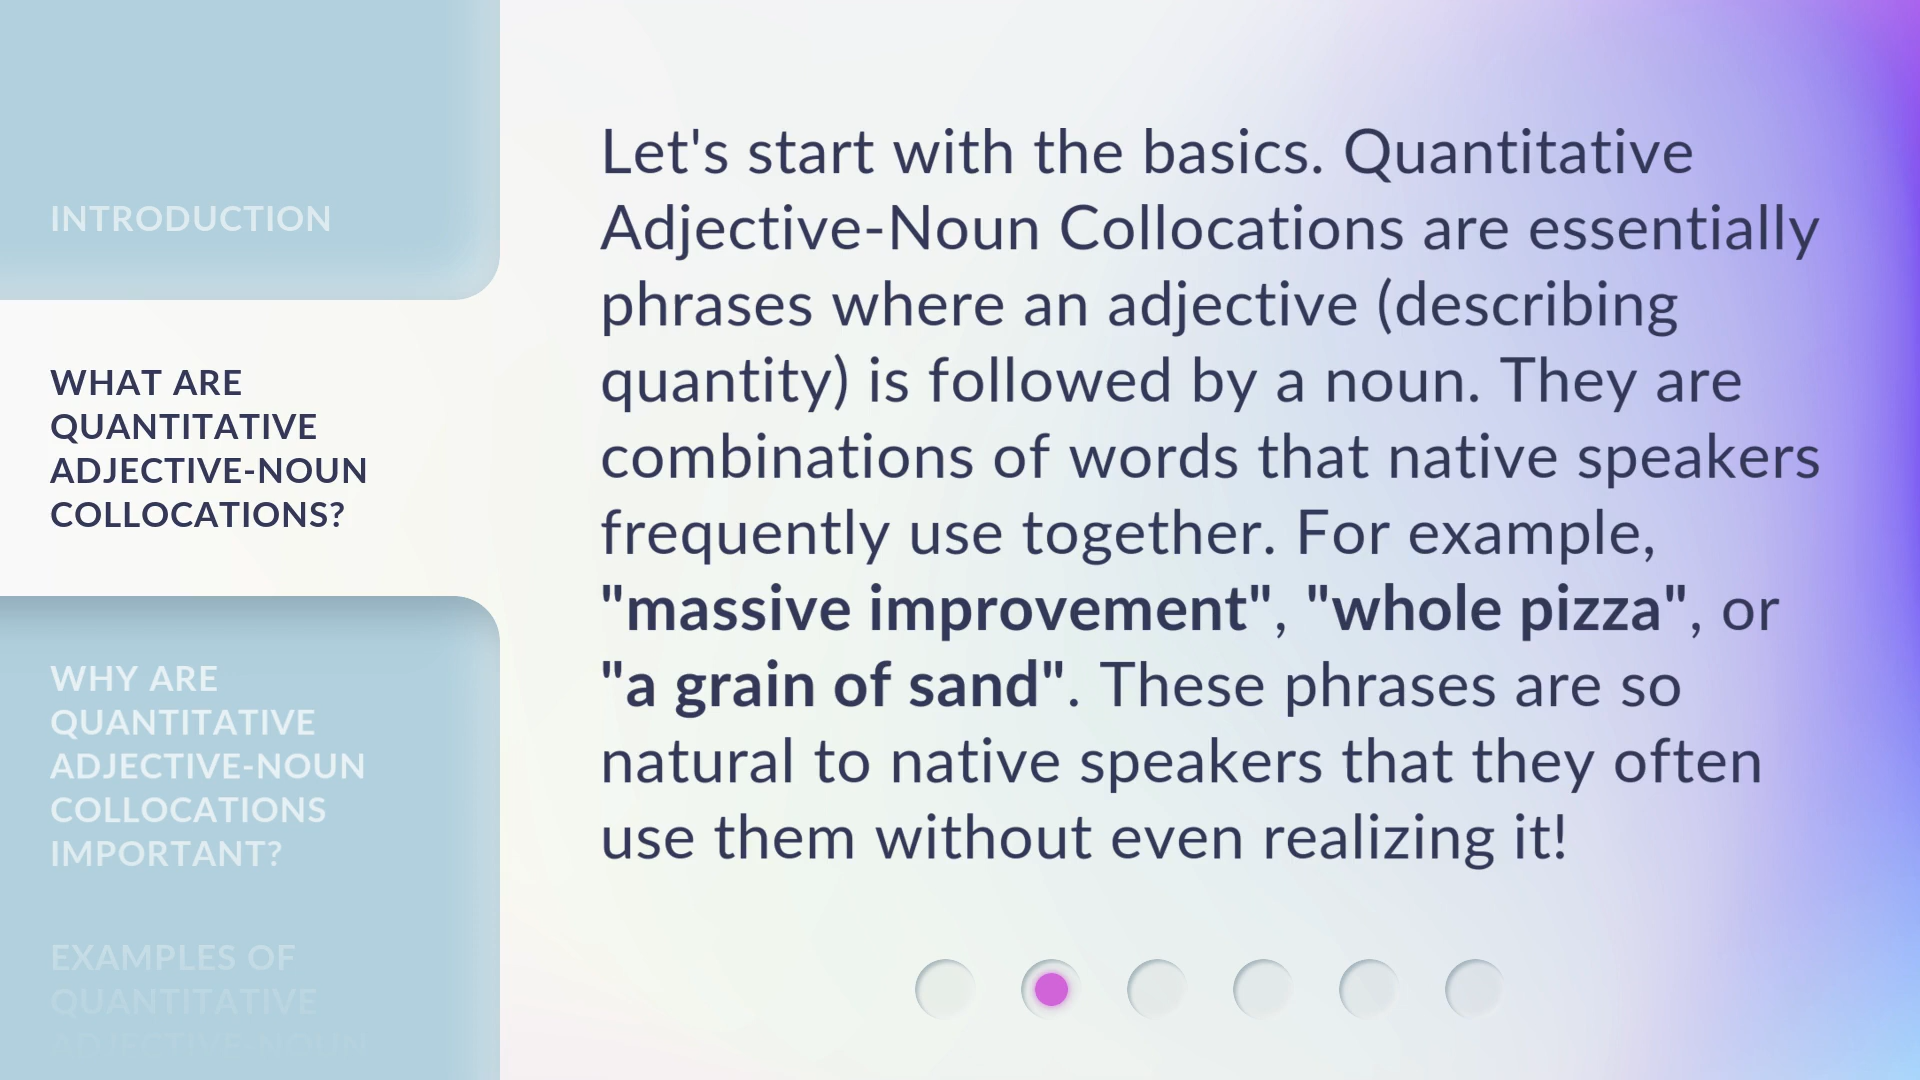 INTRODUCTION
WHAT ARE
QUANTITATIVE
ADJECTIVE-NOUN
COLLOCATIONS?
WHY ARE
QUANTITATIVE
ADJECTIVE-NOUN
COLLOCATIONS
IMPORTANT?
EXAMPLES OF
QUANTITATIVE
ADJECTIVE-NOUN
Let's start with the basics. Quantitative
Adjective-Noun Collocations are essentially
phrases where an adjective (describing
quantity) is followed by a noun. They are
combinations of words that native speakers
frequently use together. For example,
"massive improvement", "whole pizza", or
"a grain of sand". These phrases are so
natural to native speakers that they often
use them without even realizing it!